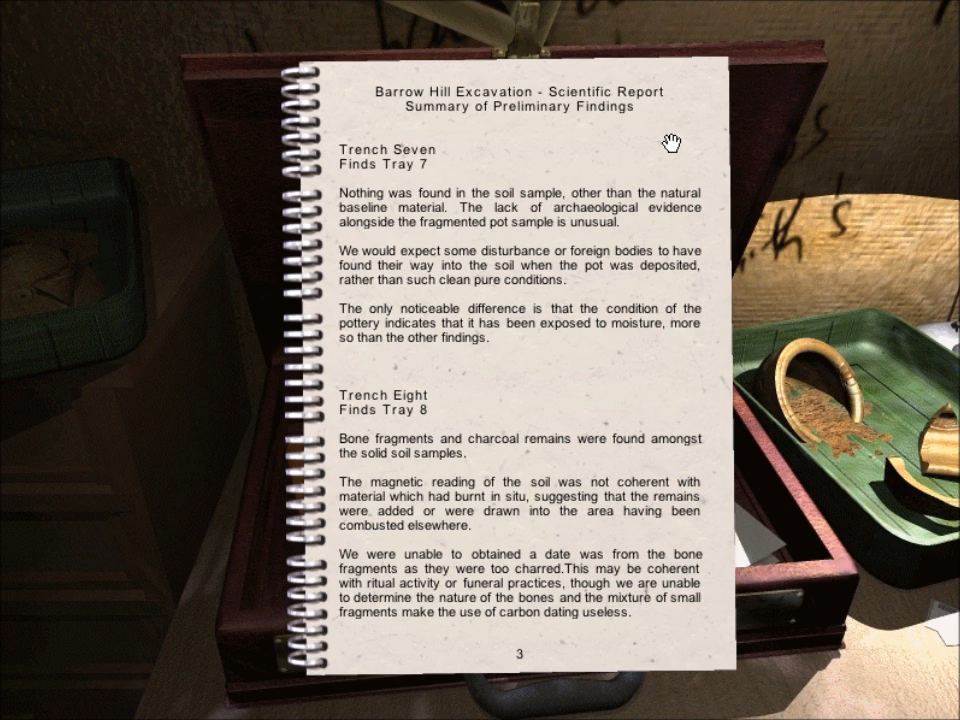 Barrow Hill Excavation - Scientific Report
Summary of Preliminary Findings
Trench Seven
Finds Tray 7
Nothing was found in the soil sample, other than the natural
baseline material. The lack of archaeological evidence
alongside the fragmented pot sample is unusual.
We would expect some disturbance or foreign bodies to have
found their way into the soil when the pot was deposited,
rather than such clean pure conditions.
The only noticeable difference is that the condition of the
pottery indicates that it has been exposed to moisture, more
so than the other findings.
Trench Eight
Finds Tray 8
Bone fragments and charcoal remains were found amongst
the solid soil samples.
The magnetic reading of the soil was not coherent with
material which had burnt in situ, suggesting that the remains
were added or were drawn into the area having been
combusted elsewhere.
We were unable to obtained a date was from the bone
fragments as they were too charred.This may be coherent
with ritual activity or funeral practices, though we are unable
to determine the nature of the bones and the mixture of small
fragments make the use of carbon dating useless.
3